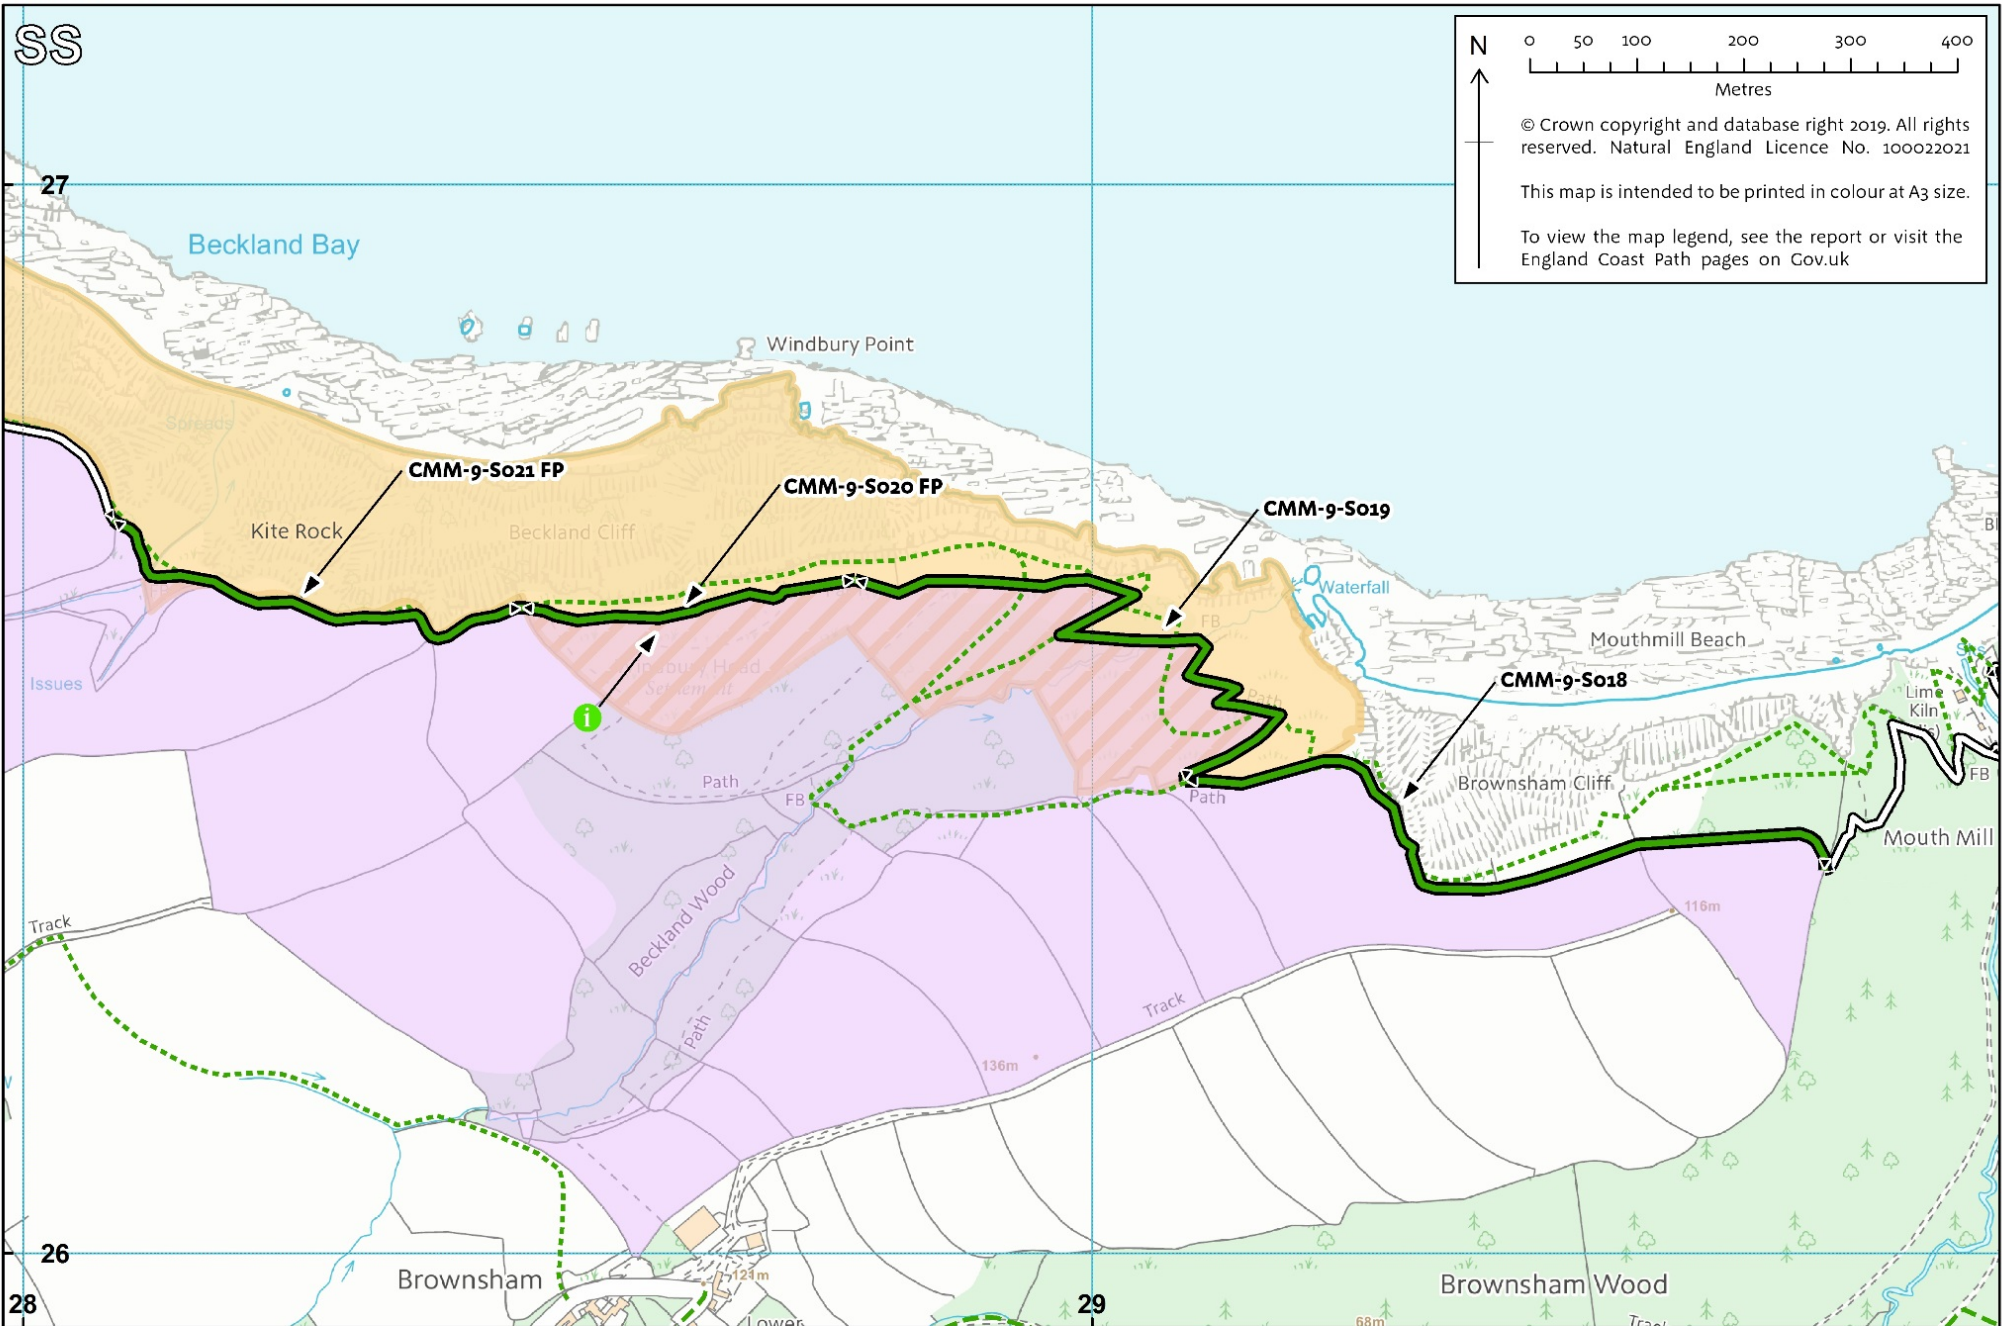 SS
N
0 50 100 200 300 400
Metres
© Crown copyright and database right 2019. All rights
reserved. Natural England Licence No. 100022021
This map is intended to be printed in colour at A3 size.
To view the map legend, see the report or visit the
England Coast Path pages on Gov.uk
27
Beckland Bay
Windbury Point
Spreads
CMM-9-S021 FP
CMM-9-S020 FP
CMM-9-S019
Kite Rock
Beckland Cliff
Waterfall
FB
Mouthmill Beach
Issues
Head
CMM-9-S018
Path
Lime
Kiln
i
Path
FB
Path
Brownsham Cliff
FB
Mouth Mill
Track
Beckland Wood
116m
Path
Track
136m
26
Brownsham
121m
Brownsham Wood
28
29
Lower
68m